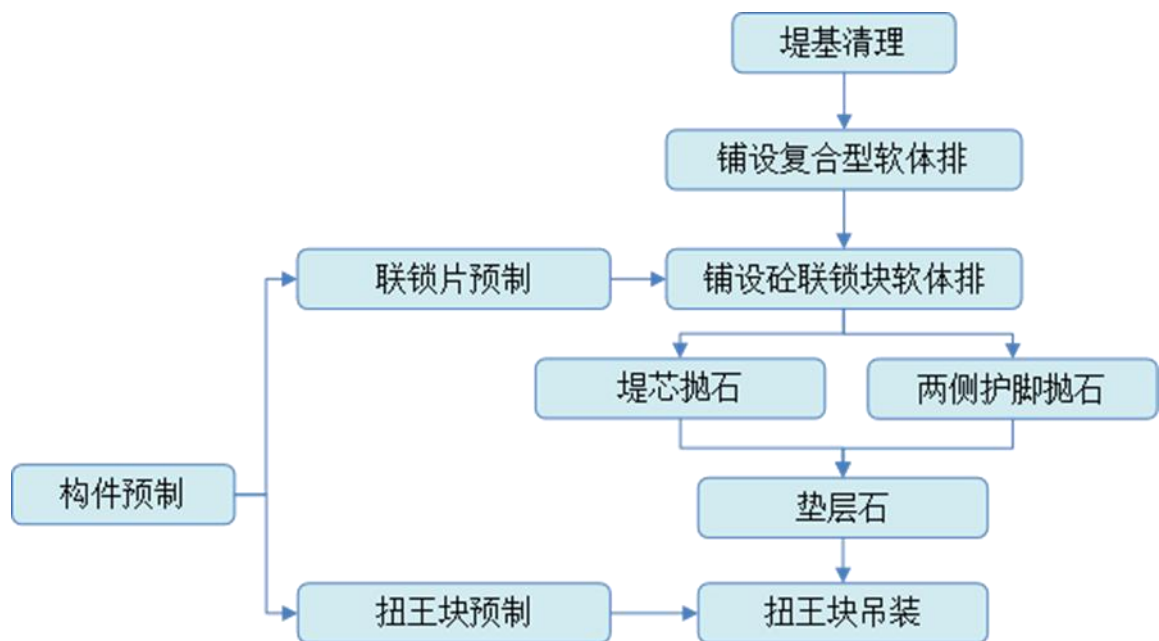 堤基清理
铺设复合型软体排
联锁片预制
铺设砼联锁块软体排
堤芯抛石
两侧护脚抛石
构件预制
垫层石
扭王块预制
扭王块吊装